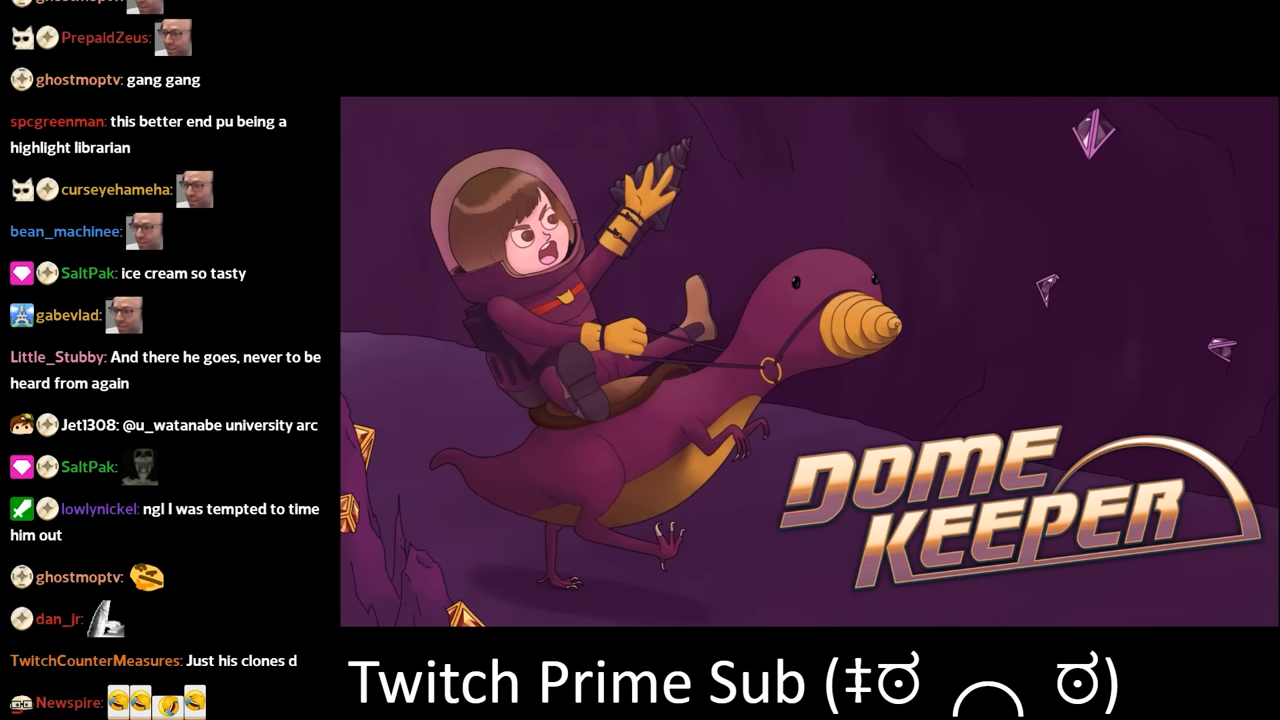 ghostmoptv:
PrepaidZeus:
ghostmoptv: gang gang
spcgreenman: this better end pu being a
highlight librarian
curseyehameha:
bean_machinee:
SaltPak: ice cream so tasty
gabevlad:
Little_Stubby: And there he goes, never to be
heard from again
Jet1308: @u_watanabe university arc
SaltPak:
lowlynickel: ngl I was tempted to time
him out
ghostmoptv:
dan_jr:
TwitchCounterMeasures: Just his clones d
Newspire:
DOME
KEEPER
Twitch Prime Sub (‡ಠ ╭╮ ಠ)